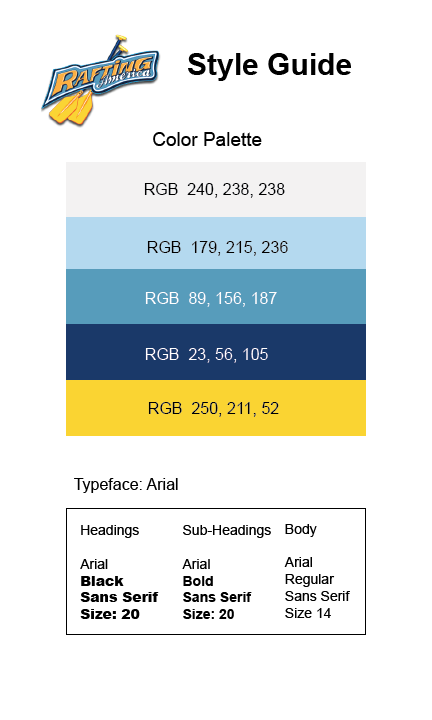 RAFTING
america
Style Guide
Color Palette
RGB  240, 238, 238
RGB  179, 215, 236
RGB  89, 156, 187
RGB  23, 56, 105
RGB  250, 211, 52
Typeface: Arial
Headings
Arial
Black
Sans Serif
Size: 20
Sub-Headings
Arial
Bold
Sans Serif
Size: 20
Body
Arial
Regular
Sans Serif
Size 14